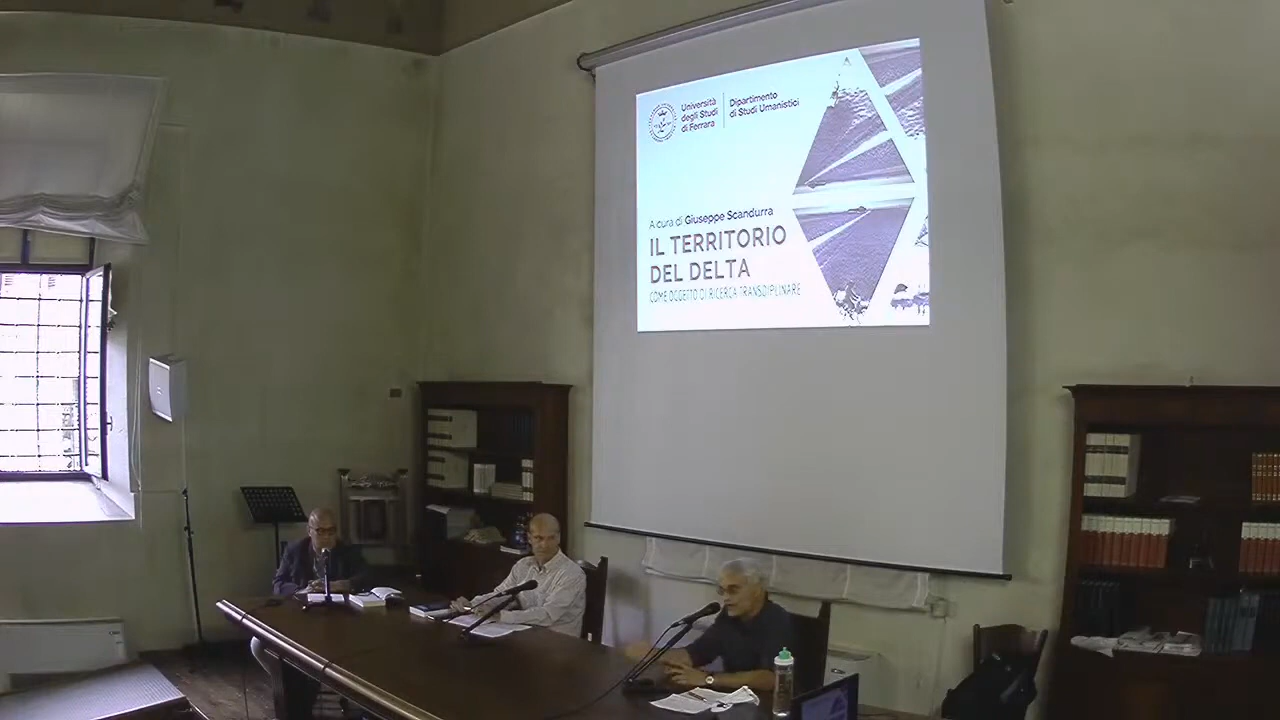 Università
degli Studi
di Ferrara
Dipartimento
di Studi Umanistici
A cura di Giuseppe Scandurra
IL TERRITORIO
DEL DELTA
COME OGGETTO DI RICERCA TRANSDIPLINARE